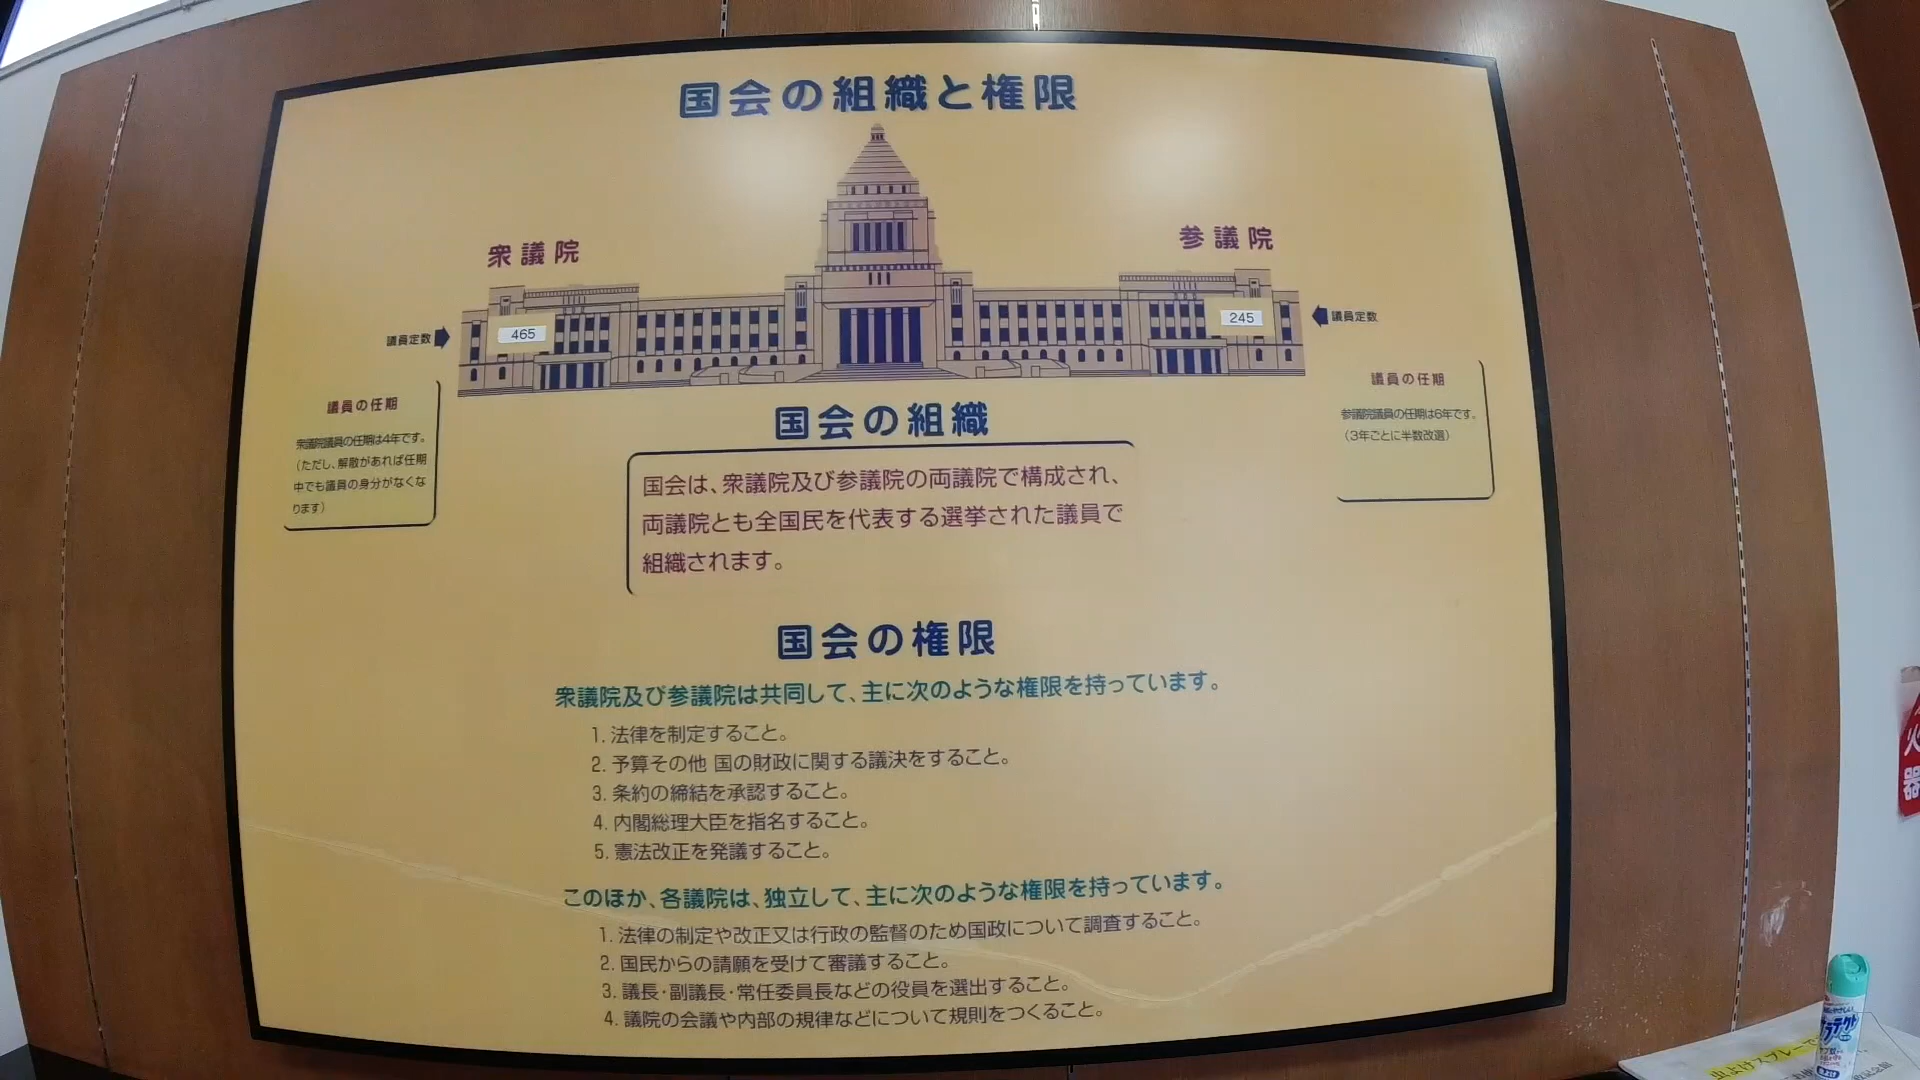 国会の組織と権限
衆議院
参議院
議員定数
465
245
議員定数
議員の任期
衆議院議員の任期は4年です。
（ただし、解散があれば任期
中でも議員の身分がなくな
ります）
議員の任期
参議院議員の任期は6年です。
（3年ごとに半数改選）
国会の組織
国会は、衆議院及び参議院の両議院で構成され、
両議院とも全国民を代表する選挙された議員で
組織されます。
国会の権限
衆議院及び参議院は共同して、主に次のような権限を持っています。
1. 法律を制定すること。
2. 予算その他 国の財政に関する議決をすること。
3. 条約の締結を承認すること。
4. 内閣総理大臣を指名すること。
5. 憲法改正を発議すること。
このほか、各議院は、独立して、主に次のような権限を持っています。
1. 法律の制定や改正又は行政の監督のため国政について調査すること。
2. 国民からの請願を受けて審議すること。
3. 議長・副議長・常任委員長などの役員を選出すること。
4. 議院の会議や内部の規律などについて規則をつくること。
火
器
虫よけスプレーで